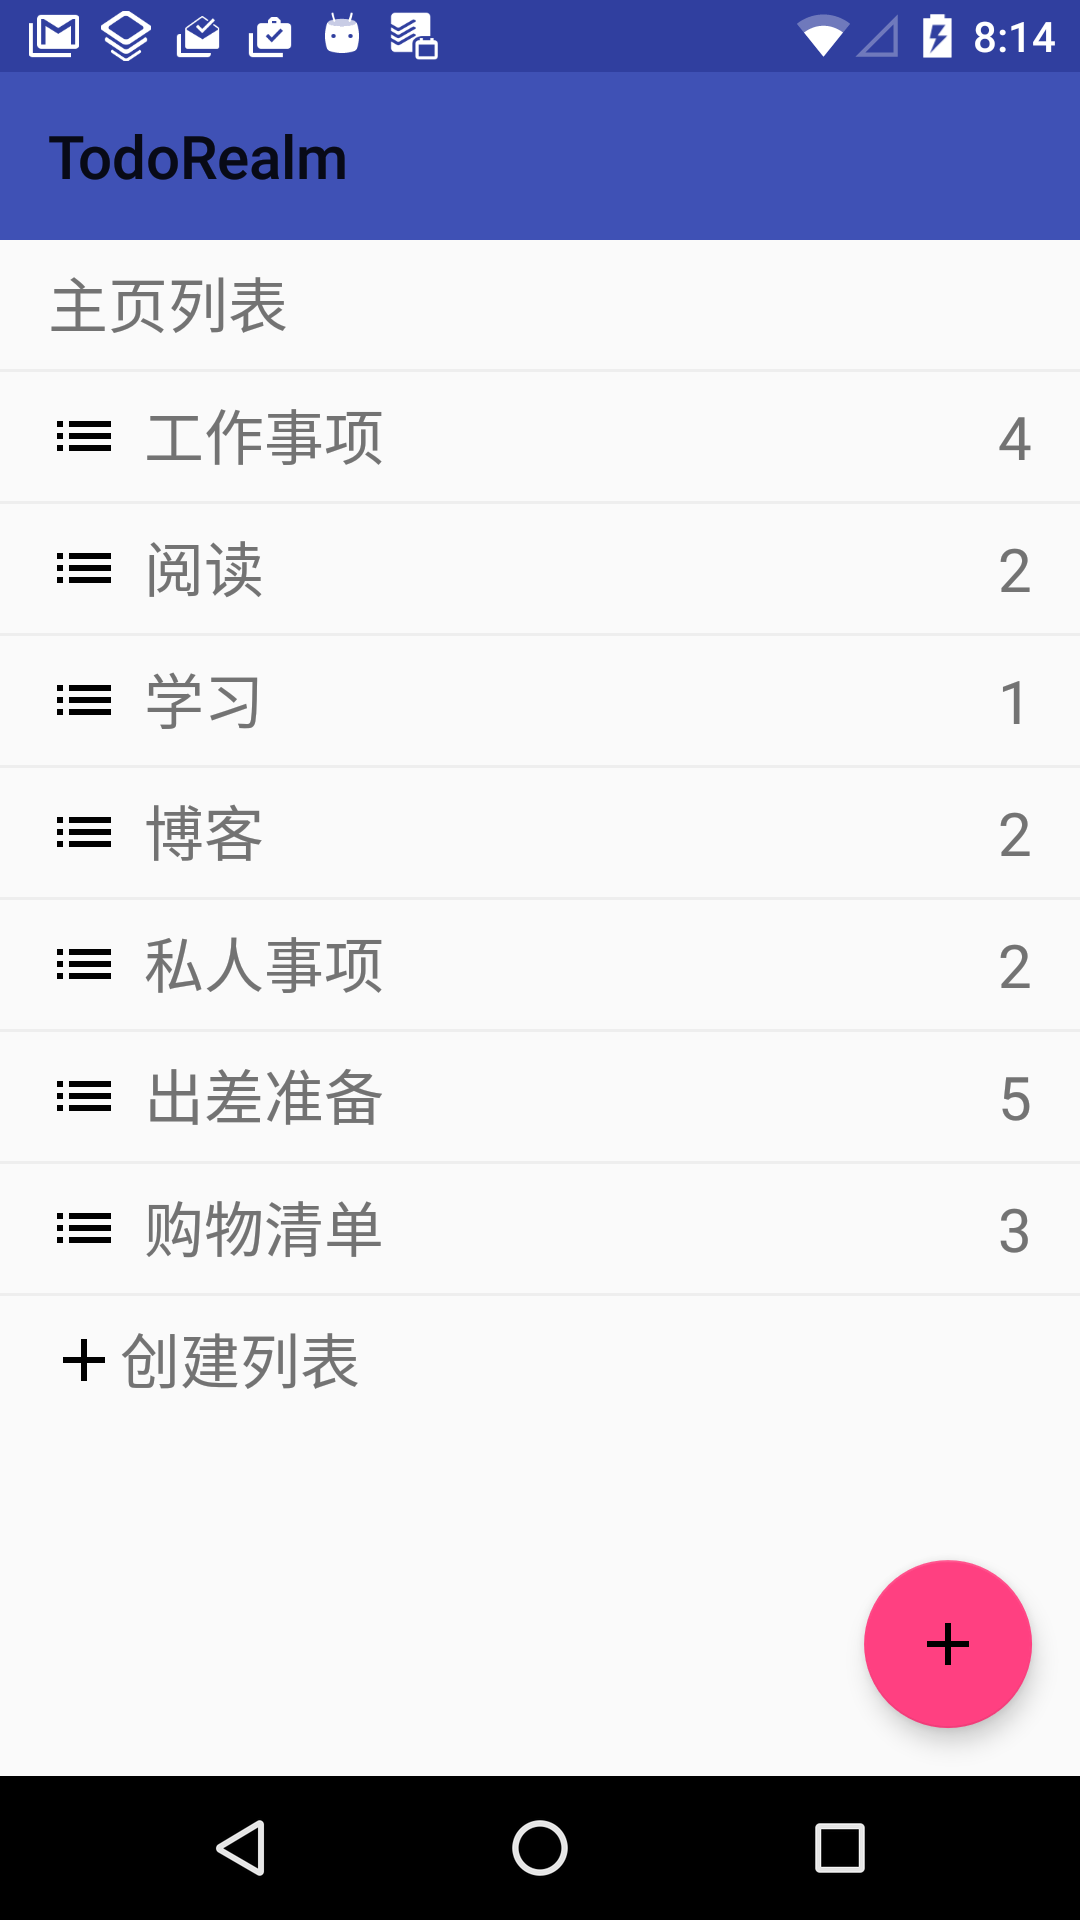 8:14
TodoRealm
主页列表
工作事项 4
阅读 2
学习 1
博客 2
私人事项 2
出差准备 5
购物清单 3
创建列表